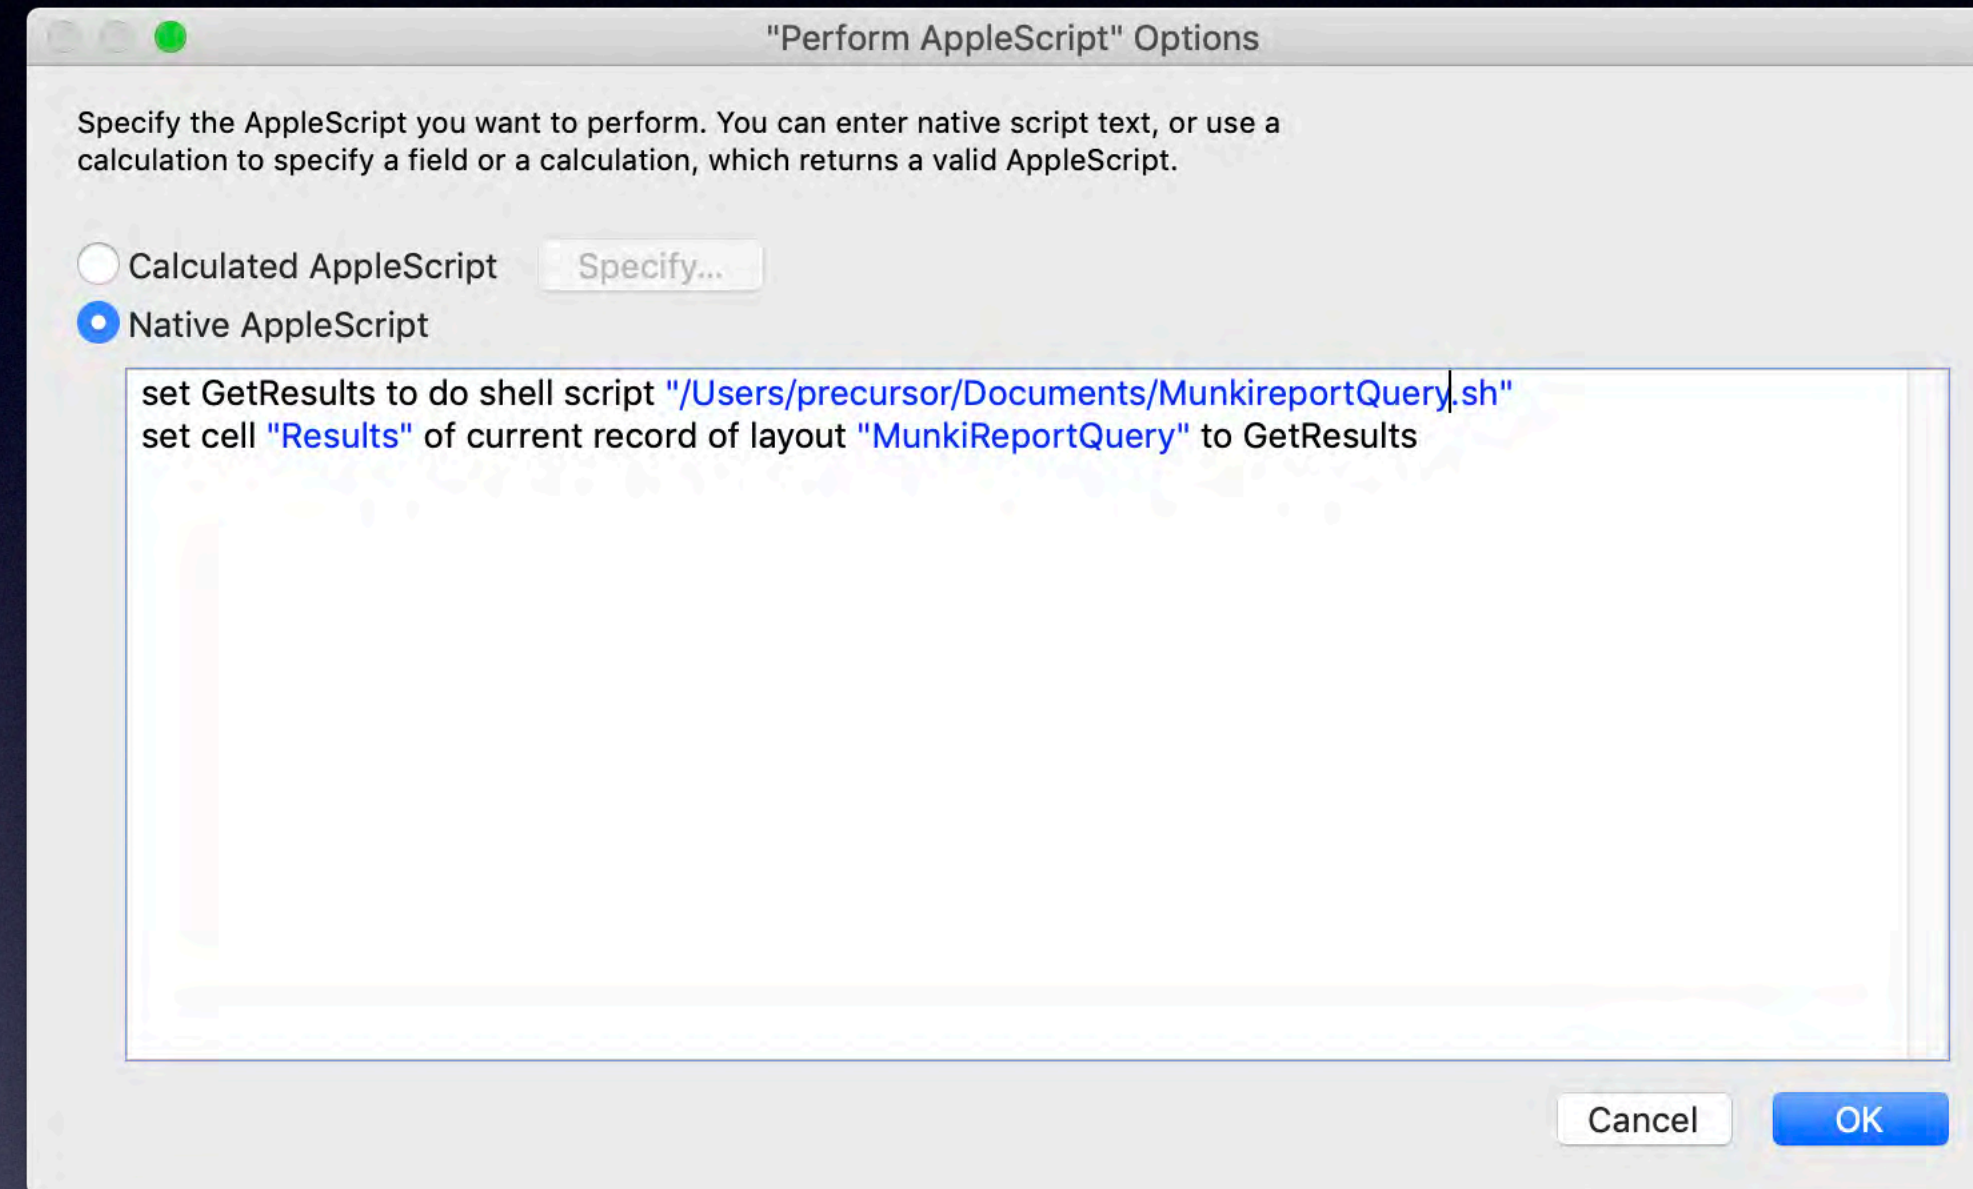 "Perform AppleScript" Options
Specify the AppleScript you want to perform. You can enter native script text, or use a
calculation to specify a field or a calculation, which returns a valid AppleScript.
Calculated AppleScript Specify...
Native AppleScript
set GetResults to do shell script "/Users/precursor/Documents/MunkireportQuery.sh"
set cell "Results" of current record of layout "MunkiReportQuery" to GetResults
Cancel OK